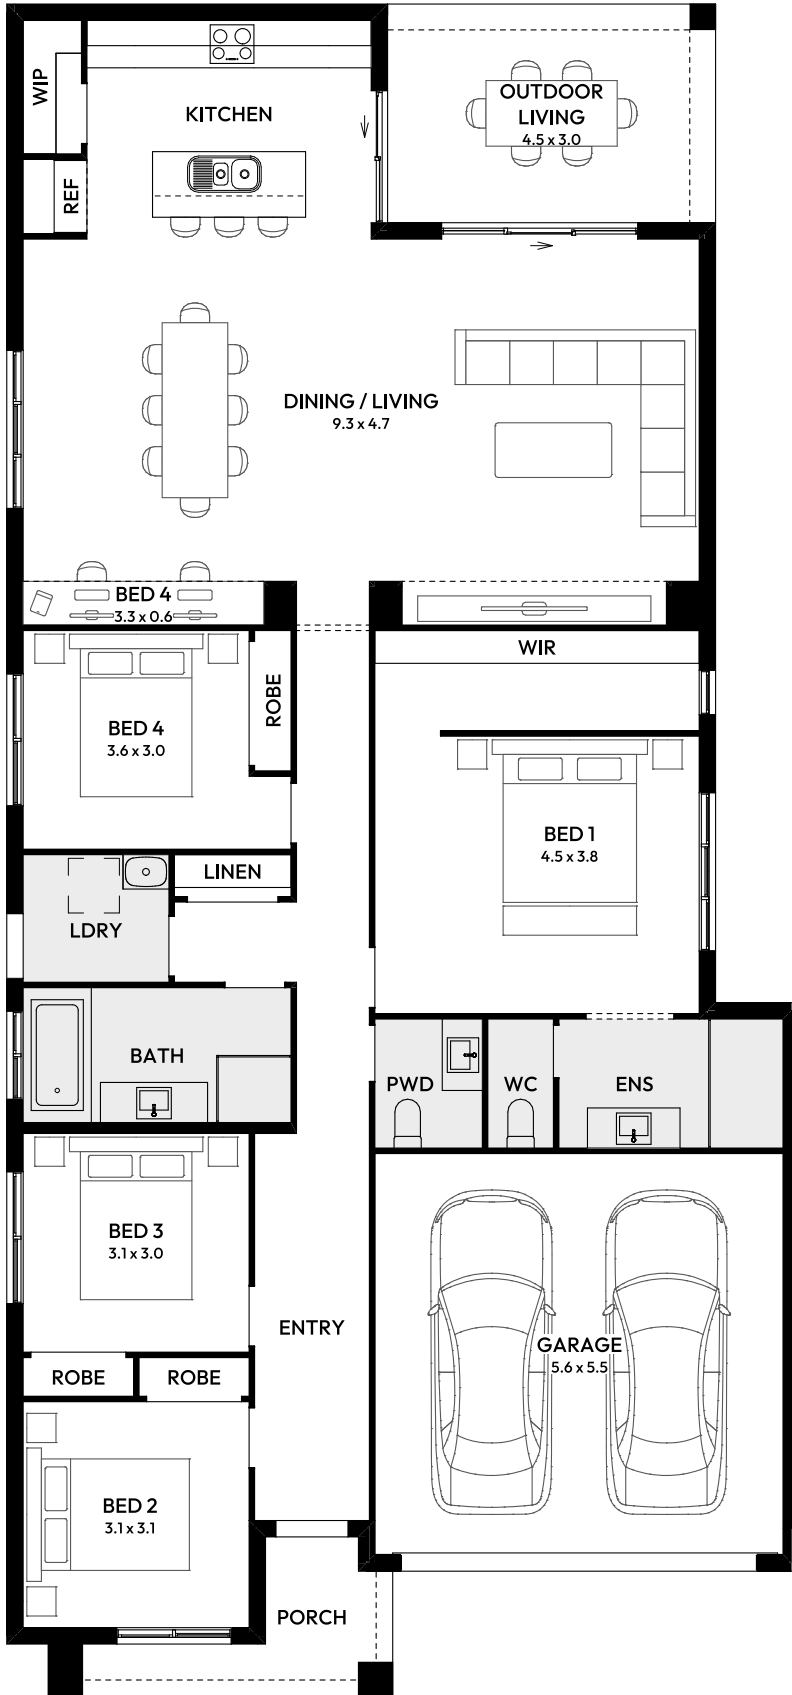 WIP
KITCHEN
OUTDOOR
LIVING
4.5 x 3.0
REF
DINING / LIVING
9.3 x 4.7
BED 4
3.3 x 0.6
WIR
ROBE
BED 4
3.6 x 3.0
BED 1
4.5 x 3.8
LINEN
LDRY
BATH
PWD
WC
ENS
BED 3
3.1 x 3.0
ENTRY
GARAGE
5.6 x 5.5
ROBE
ROBE
BED 2
3.1 x 3.1
PORCH